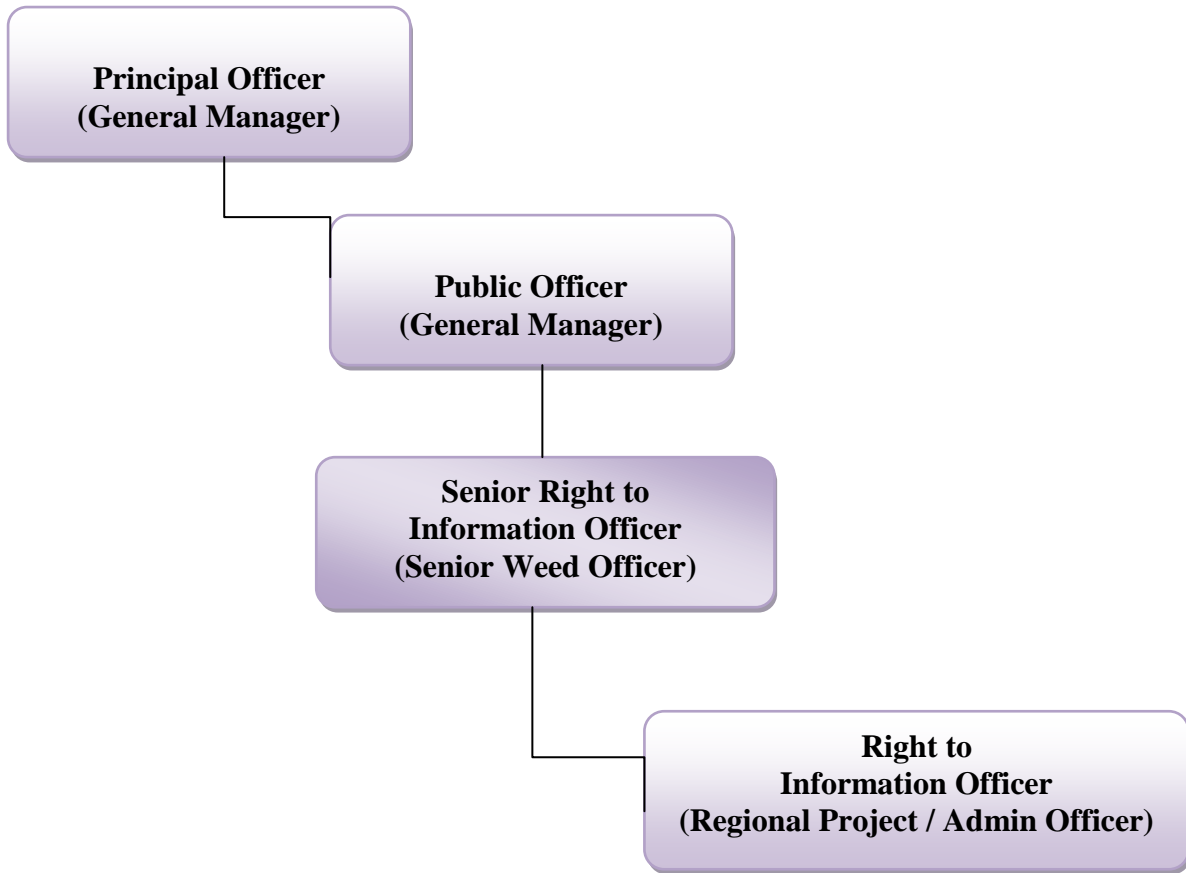 Principal Officer
(General Manager)
Public Officer
(General Manager)
Senior Right to
Information Officer
(Senior Weed Officer)
Right to
Information Officer
(Regional Project / Admin Officer)